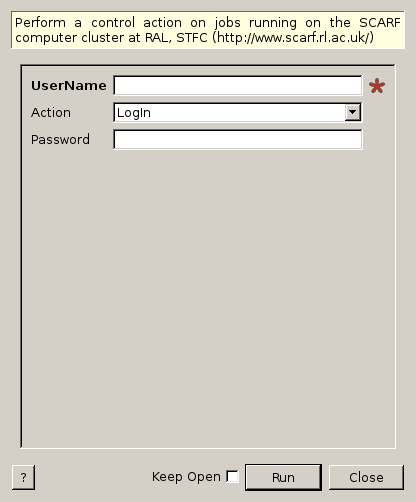 Perform a control action on jobs running on the SCARF
computer cluster at RAL, STFC (http://www.scarf.rl.ac.uk/)
UserName
Action LogIn
Password
? Keep Open Run Close